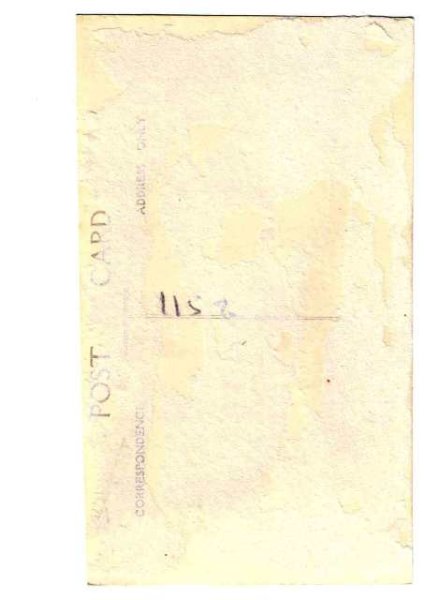 POST CARD
CORRESPONDENCE
ADDRESS ONLY
115